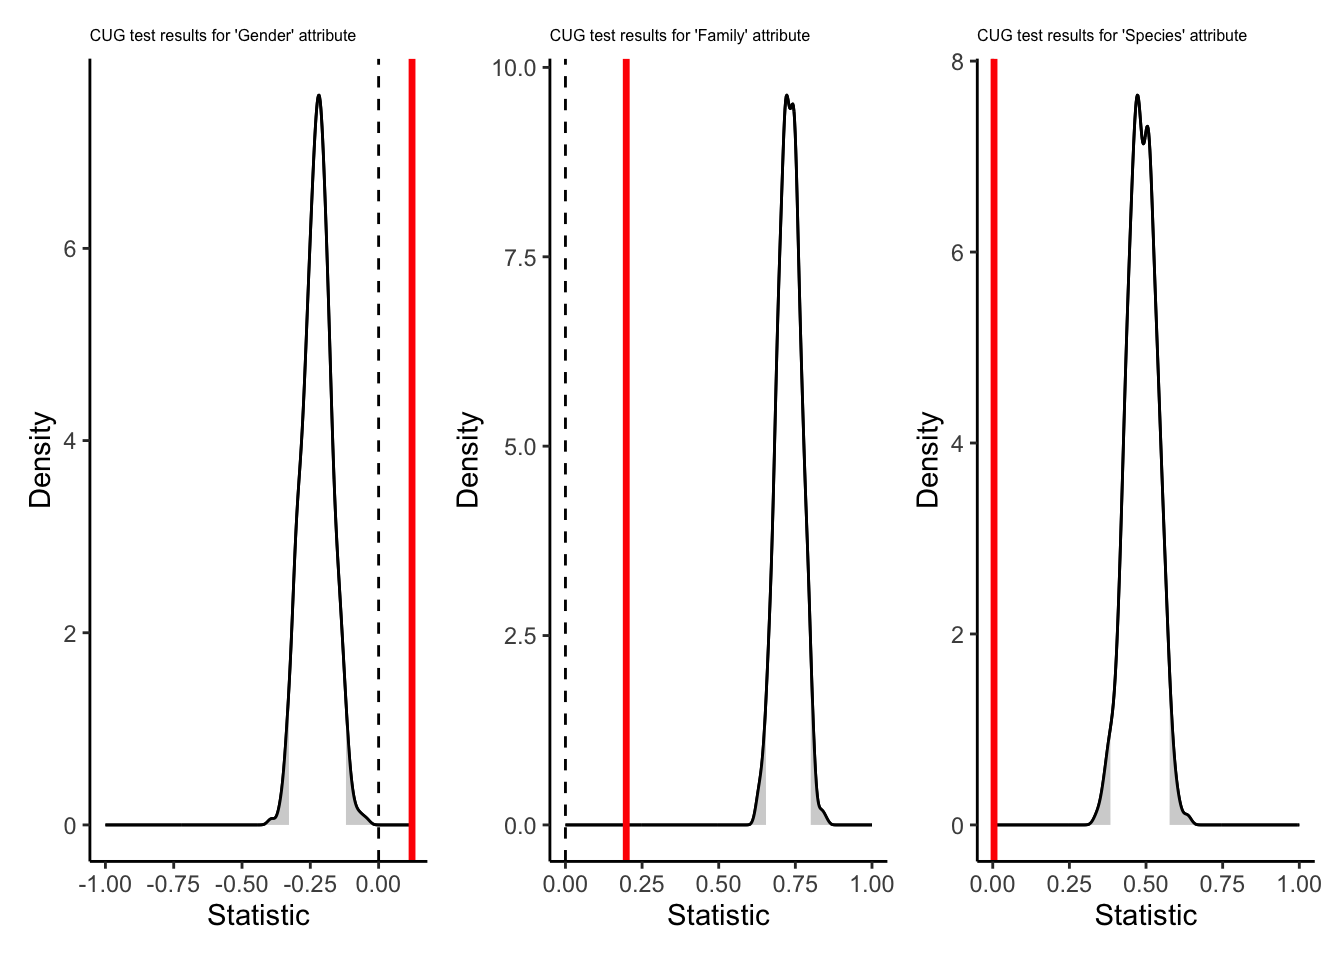 CUG test results for 'Gender' attribute
Density
6
4
2
0
-1.00 -0.75 -0.50 -0.25 0.00
Statistic
CUG test results for 'Family' attribute
Density
10.0
7.5
5.0
2.5
0.0
0.00 0.25 0.50 0.75 1.00
Statistic
CUG test results for 'Species' attribute
Density
8
6
4
2
0
0.00 0.25 0.50 0.75 1.00
Statistic